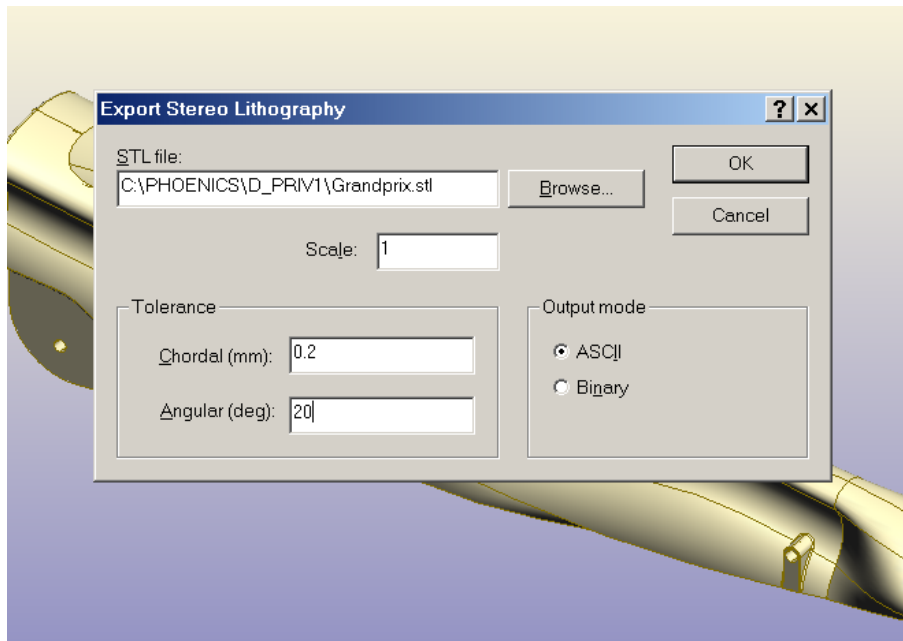 Export Stereo Lithography
STL file:
C:\PHOENICS\D_PRIV1\Grandprix.stl
Browse...
OK
Cancel
Scale: 1
Tolerance
Chordal (mm): 0.2
Angular (deg): 20
Output mode
ASCII
Binary